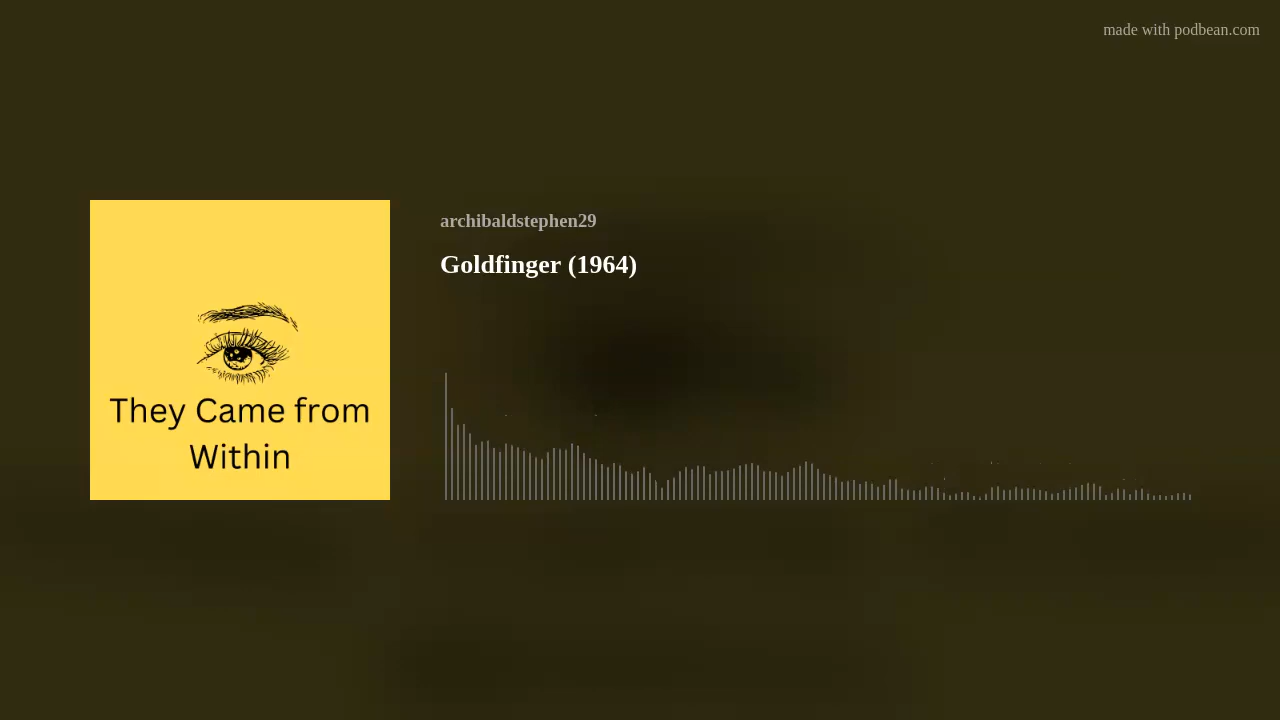 made with podbean.com
archibaldstephen29
Goldfinger (1964)
They Came from
Within